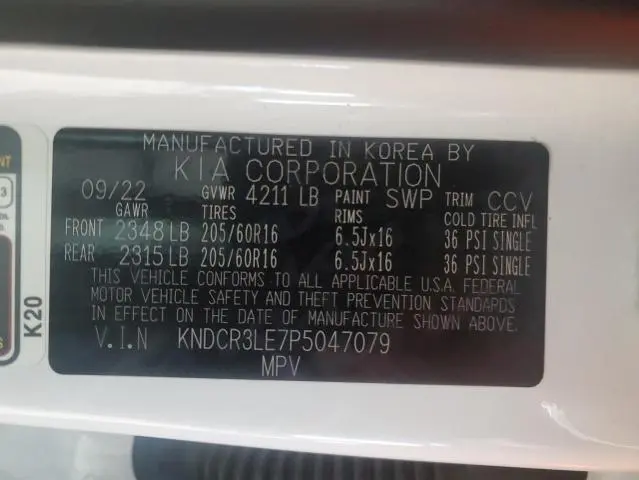 MANUFACTURED IN KOREA BY
KIA CORPORATION
09/22 GVWR 4211 LB PAINT SWP TRIM CCV
GAWR TIRES RIMS COLD TIRE INFL
FRONT 2348 LB 205/60R16 6.5Jx16 36 PSI SINGLE
REAR 2315 LB 205/60R16 6.5Jx16 36 PSI SINGLE
THIS VEHICLE CONFORMS TO ALL APPLICABLE U.S.A. FEDERAL
MOTOR VEHICLE SAFETY AND THEFT PREVENTION STANDARDS
IN EFFECT ON THE DATE OF MANUFACTURE SHOWN ABOVE.
V.I.N KNDCR3LE7P5047079
MPV
K20
NT
3
S